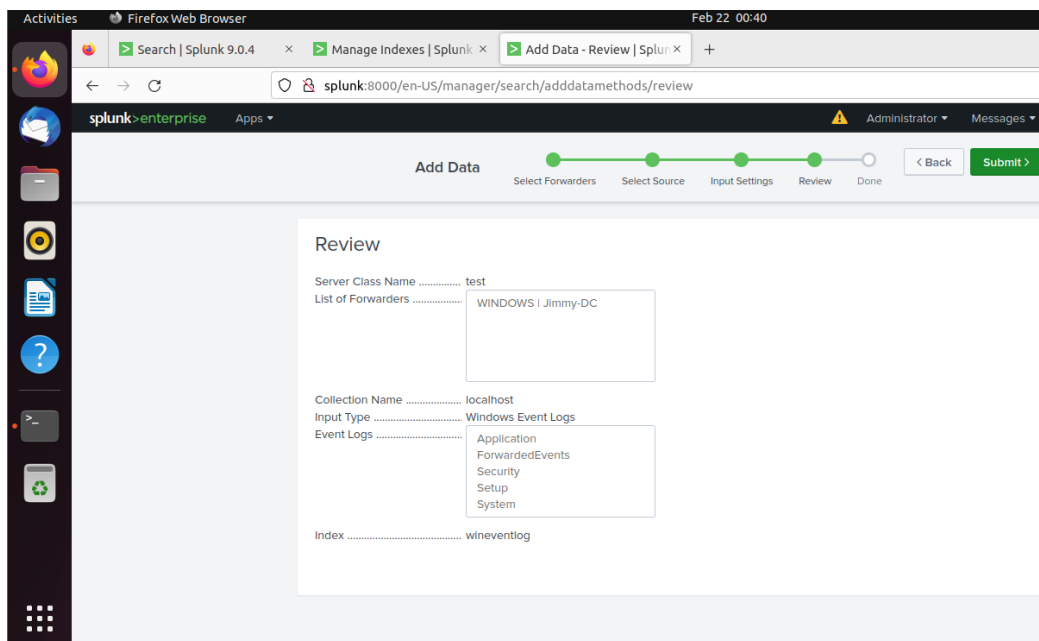 Activities Firefox Web Browser Feb 22 00:40
Search | Splunk 9.0.4 × Manage Indexes | Splunk × Add Data - Review | Splun × +
splunk:8000/en-US/manager/search/adddatamethods/review
splunk>enterprise Apps ▾ Administrator ▾ Messages ▾
Add Data Select Forwarders Select Source Input Settings Review Done < Back Submit >
Review
Server Class Name ............... test
List of Forwarders ................. WINDOWS | Jimmy-DC
Collection Name .................... localhost
Input Type ................................ Windows Event Logs
Event Logs ............................... Application
ForwardedEvents
Security
Setup
System
Index ......................................... wineventlog